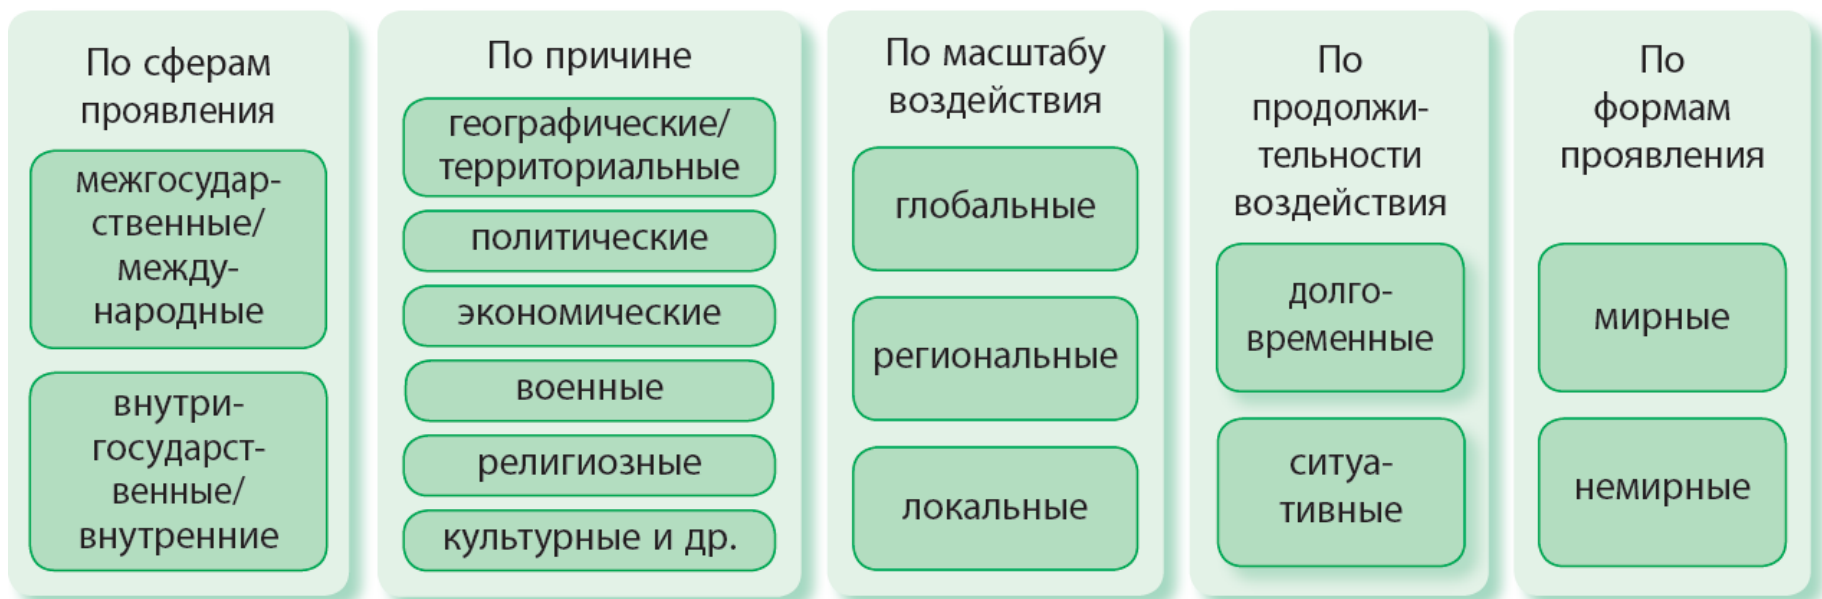 По сферам
проявления
межгосудар-
ственные/
между-
народные
внутри-
государст-
венные/
внутренние
По причине
географические/
территориальные
политические
экономические
военные
религиозные
культурные и др.
По масштабу
воздействия
глобальные
региональные
локальные
По
продолжи-
тельности
воздействия
долго-
временные
ситуа-
тивные
По
формам
проявления
мирные
немирные